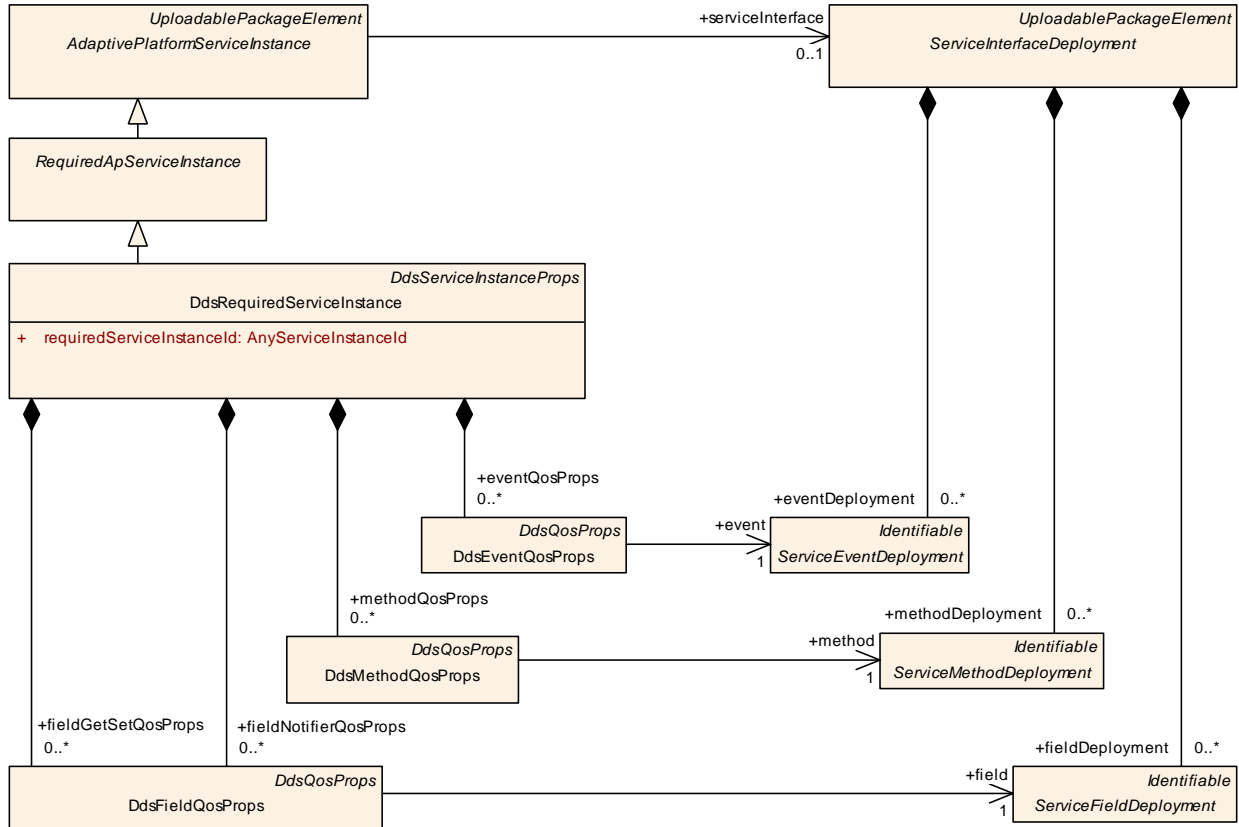 UploadablePackageElement
AdaptivePlatformServiceInstance
+serviceInterface
0..1
UploadablePackageElement
ServiceInterfaceDeployment
RequiredApServiceInstance
DdsServiceInstanceProps
DdsRequiredServiceInstance
+ requiredServiceInstanceId: AnyServiceInstanceId
+eventQosProps
0..*
+eventDeployment 0..*
DdsQosProps
DdsEventQosProps
+event
1
Identifiable
ServiceEventDeployment
+methodQosProps
0..*
+methodDeployment 0..*
DdsQosProps
DdsMethodQosProps
+method
1
Identifiable
ServiceMethodDeployment
+fieldGetSetQosProps
0..*
+fieldNotifierQosProps
0..*
+fieldDeployment 0..*
DdsQosProps
DdsFieldQosProps
+field
1
Identifiable
ServiceFieldDeployment